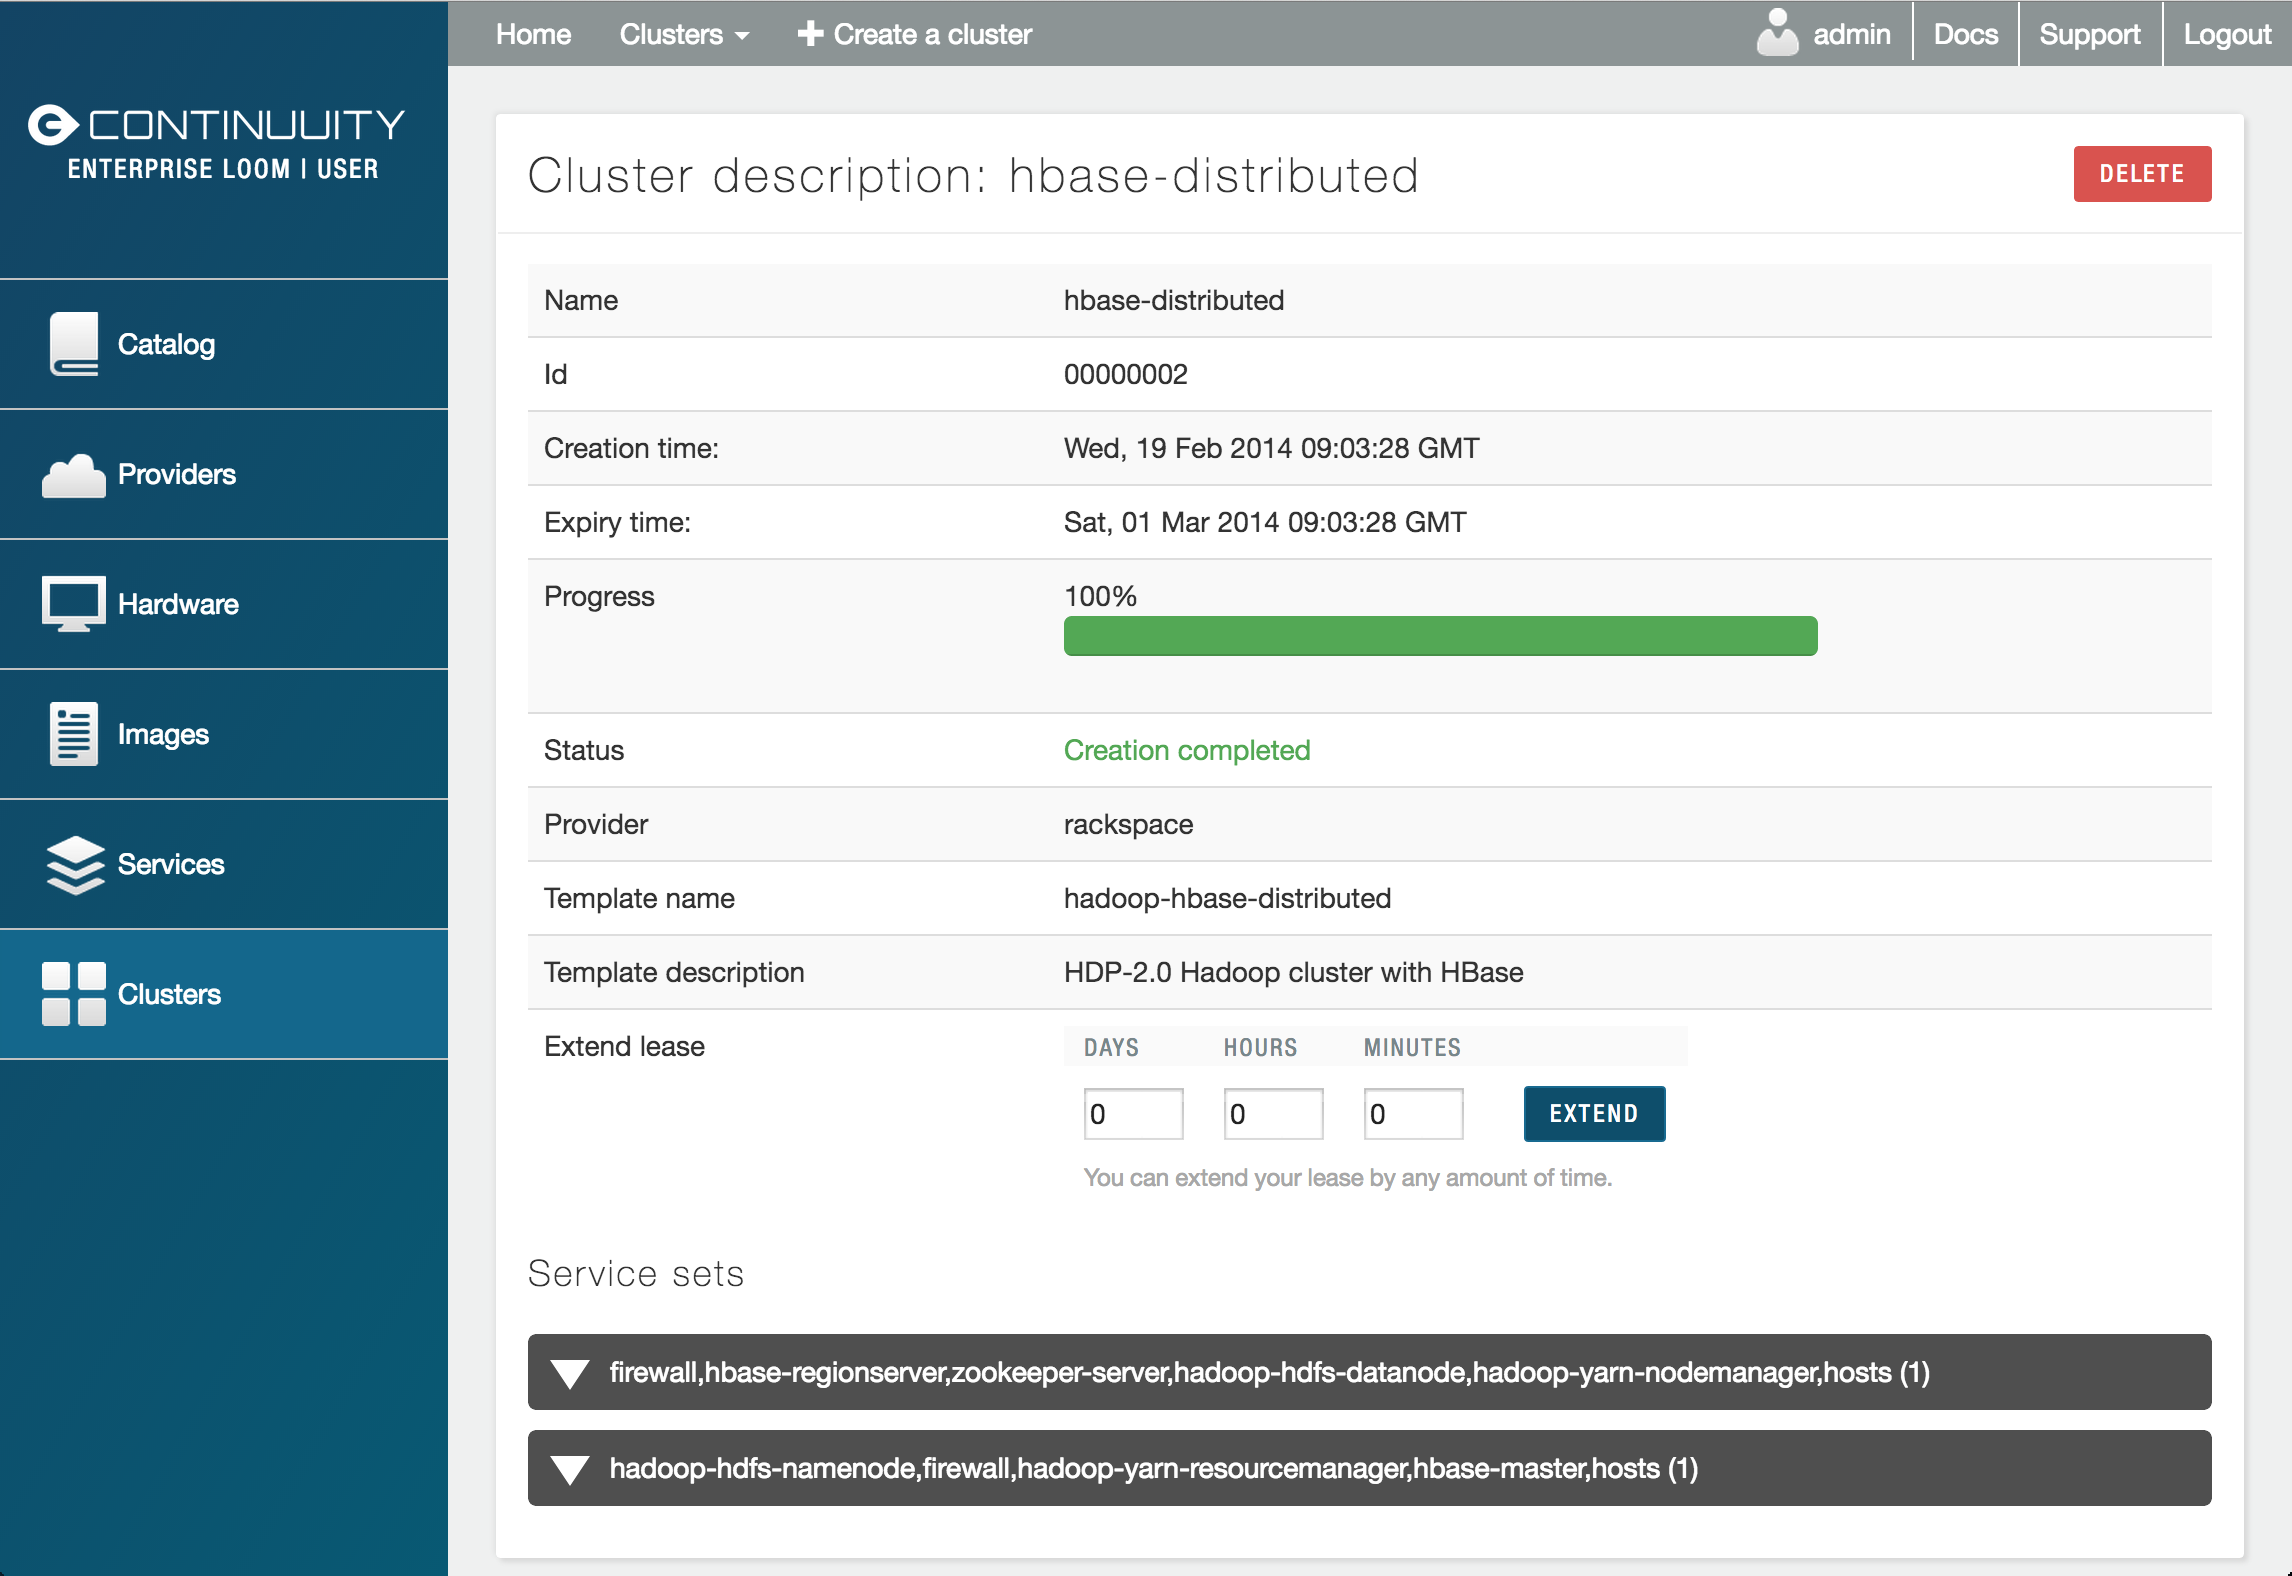 Home Clusters Create a cluster admin Docs Support Logout
CONTINUUITY
ENTERPRISE LOOM | USER
Catalog
Providers
Hardware
Images
Services
Clusters
Cluster description: hbase-distributed DELETE
Name hbase-distributed
Id 00000002
Creation time: Wed, 19 Feb 2014 09:03:28 GMT
Expiry time: Sat, 01 Mar 2014 09:03:28 GMT
Progress 100%
Status Creation completed
Provider rackspace
Template name hadoop-hbase-distributed
Template description HDP-2.0 Hadoop cluster with HBase
Extend lease DAYS HOURS MINUTES
0 0 0 EXTEND
You can extend your lease by any amount of time.
Service sets
firewall,hbase-regionserver,zookeeper-server,hadoop-hdfs-datanode,hadoop-yarn-nodemanager,hosts (1)
hadoop-hdfs-namenode,firewall,hadoop-yarn-resourcemanager,hbase-master,hosts (1)